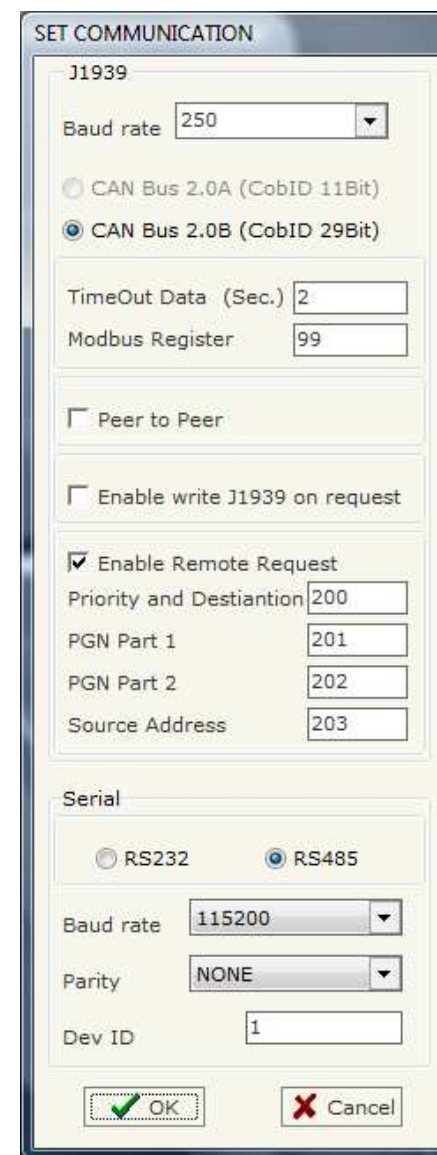 SET COMMUNICATION
J1939
Baud rate 250
CAN Bus 2.0A (CobID 11Bit)
CAN Bus 2.0B (CobID 29Bit)
TimeOut Data (Sec.) 2
Modbus Register 99
Peer to Peer
Enable write J1939 on request
Enable Remote Request
Priority and Destiantion 200
PGN Part 1 201
PGN Part 2 202
Source Address 203
Serial
RS232 RS485
Baud rate 115200
Parity NONE
Dev ID 1
OK Cancel